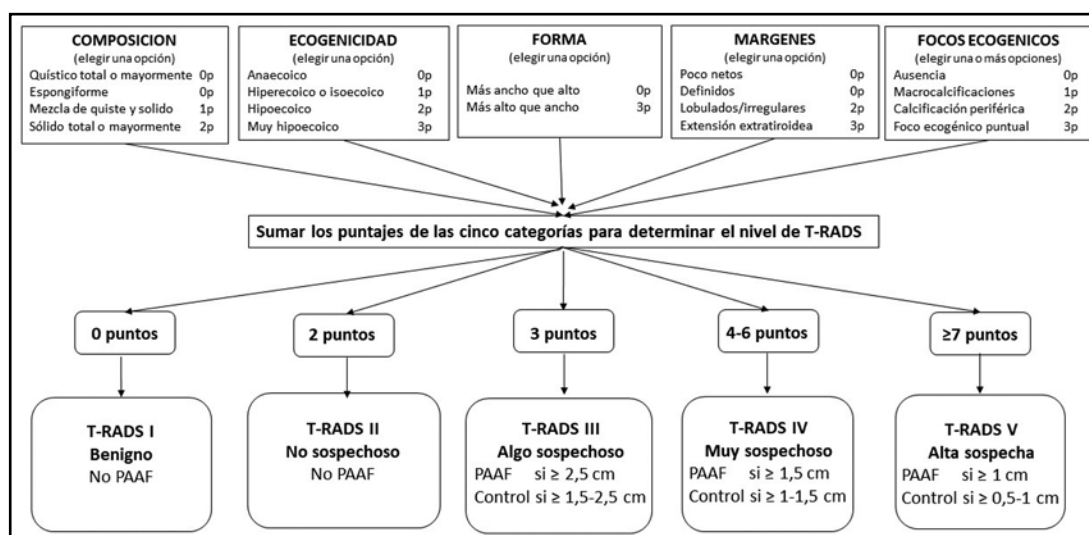 COMPOSICION
(elegir una opción)
Quístico total o mayormente 0p
Espongiforme 0p
Mezcla de quiste y solido 1p
Sólido total o mayormente 2p
ECOGENICIDAD
(elegir una opción)
Anaecoico 0p
Hiperecoico o isoecoico 1p
Hipoecoico 2p
Muy hipoecoico 3p
FORMA
(elegir una opción)
Más ancho que alto 0p
Más alto que ancho 3p
MARGENES
(elegir una opción)
Poco netos 0p
Definidos 0p
Lobulados/irregulares 2p
Extensión extratiroidea 3p
FOCOS ECOGENICOS
(elegir una o más opciones)
Ausencia 0p
Macrocalcificaciones 1p
Calcificación periférica 2p
Foco ecogénico puntual 3p
Sumar los puntajes de las cinco categorías para determinar el nivel de T-RADS
0 puntos
2 puntos
3 puntos
4-6 puntos
≥7 puntos
T-RADS I
Benigno
No PAAF
T-RADS II
No sospechoso
No PAAF
T-RADS III
Algo sospechoso
PAAF si ≥ 2,5 cm
Control si ≥ 1,5-2,5 cm
T-RADS IV
Muy sospechoso
PAAF si ≥ 1,5 cm
Control si ≥ 1-1,5 cm
T-RADS V
Alta sospecha
PAAF si ≥ 1 cm
Control si ≥ 0,5-1 cm